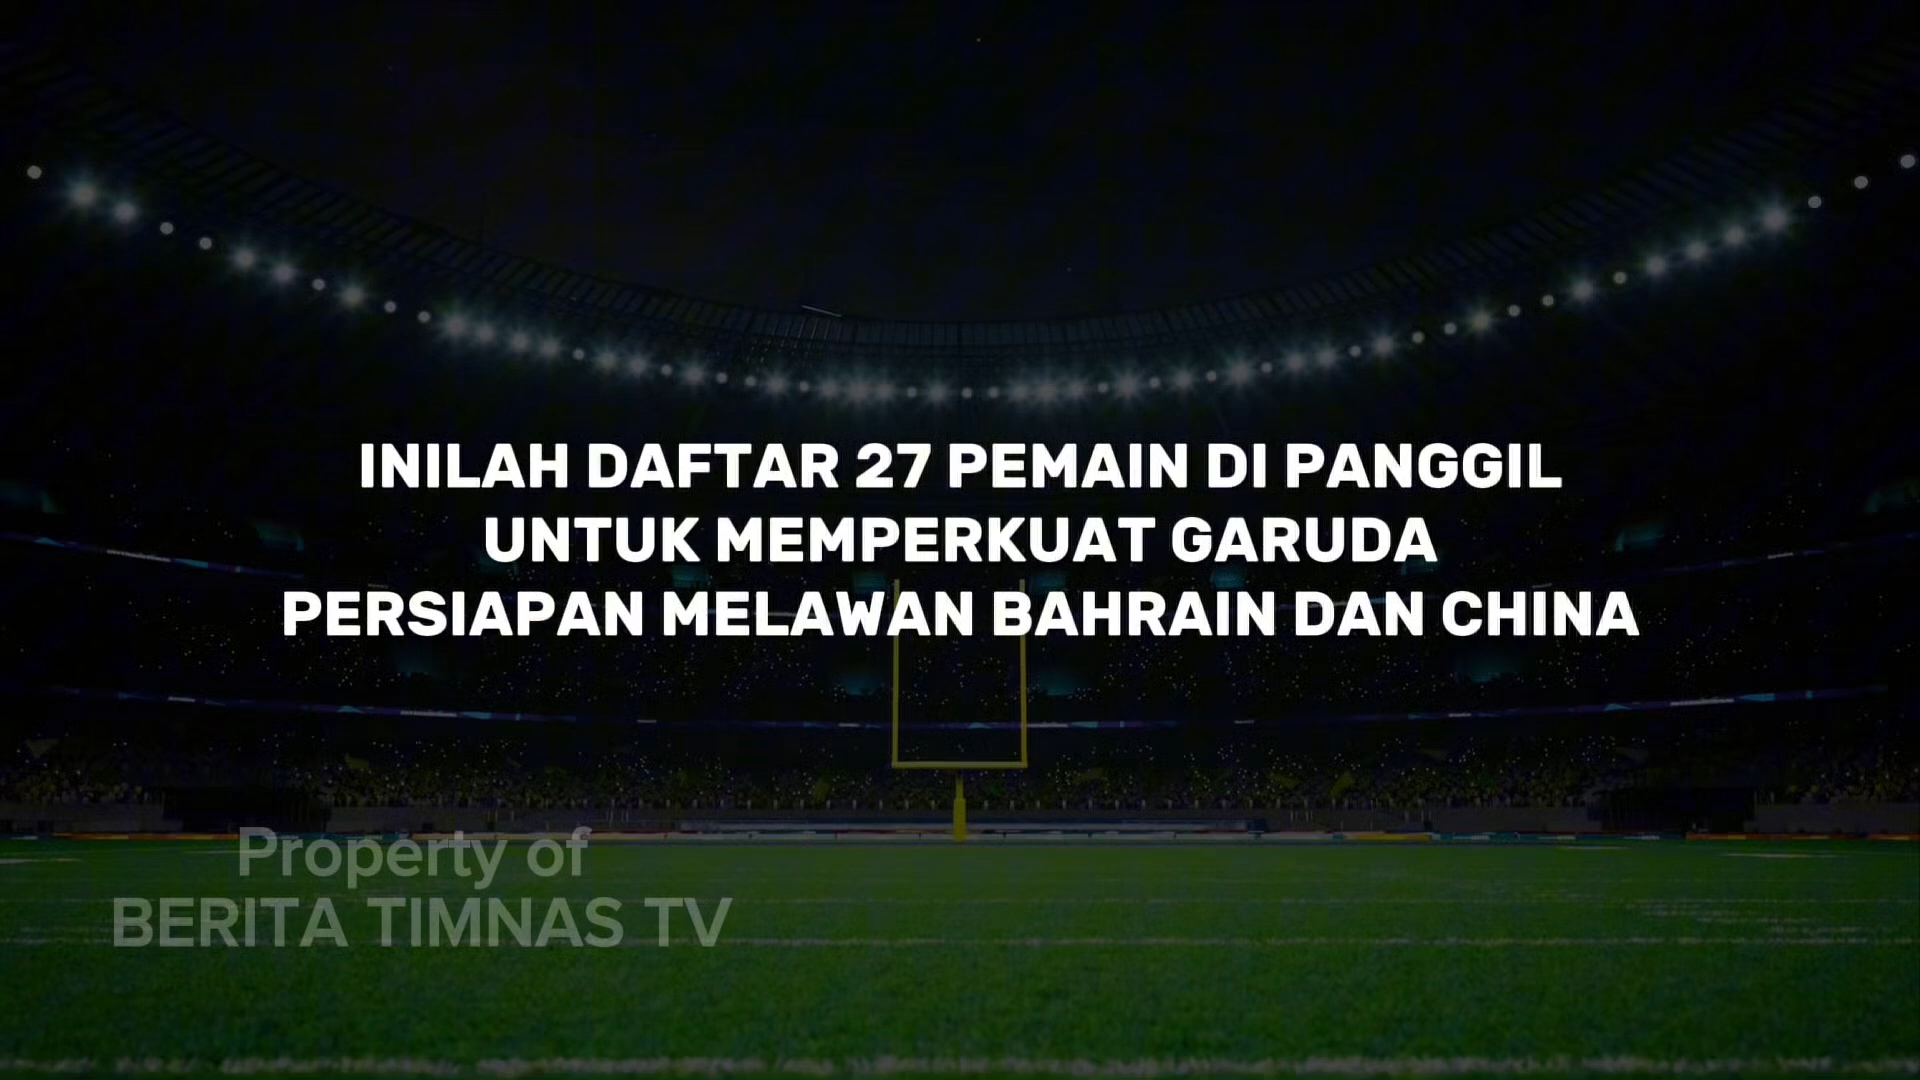 INILAH DAFTAR 27 PEMAIN DI PANGGIL
UNTUK MEMPERKUAT GARUDA
PERSIAPAN MELAWAN BAHRAIN DAN CHINA
Property of
BERITA TIMNAS TV